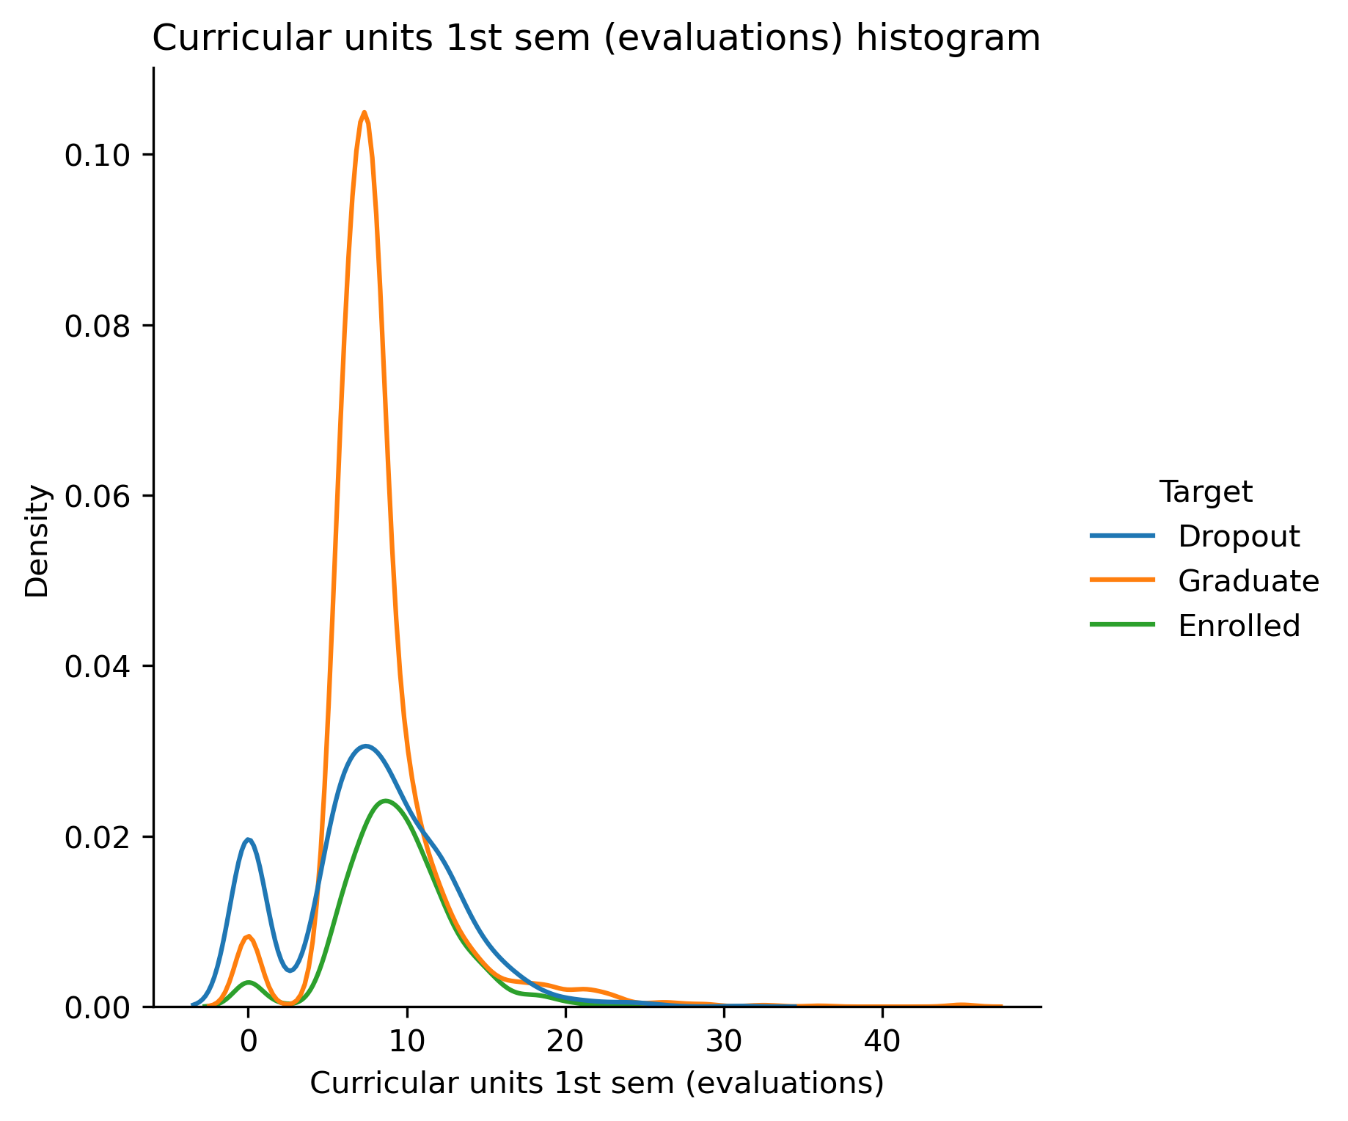 Curricular units 1st sem (evaluations) histogram
0.10
0.08
0.06
0.04
0.02
0.00
Density
0 10 20 30 40
Curricular units 1st sem (evaluations)
Target
Dropout
Graduate
Enrolled